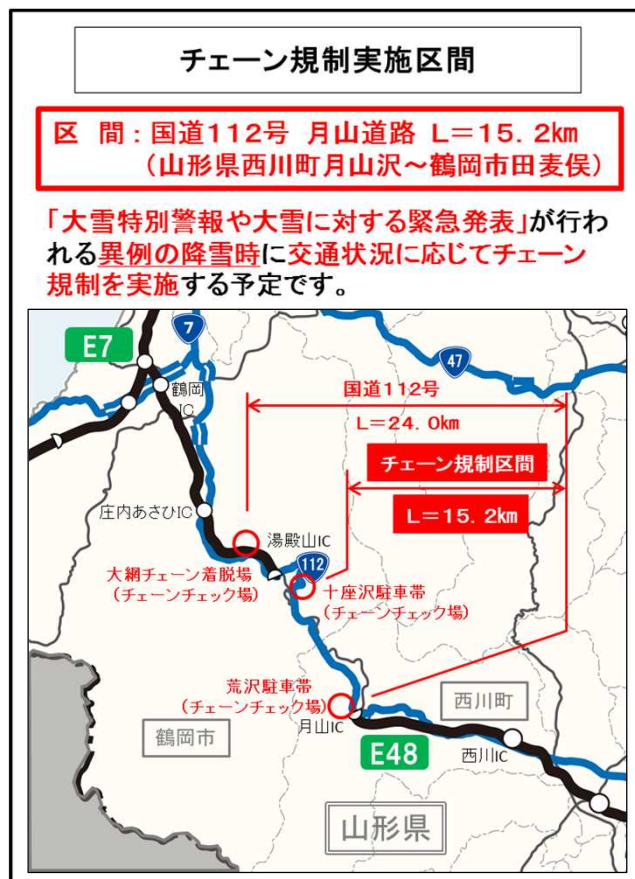 チェーン規制実施区間
区 間：国道112号 月山道路 L＝15．2km
（山形県西川町月山沢～鶴岡市田麦俣）
「大雪特別警報や大雪に対する緊急発表」が行わ
れる異例の降雪時に交通状況に応じてチェーン
規制を実施する予定です。
E7
7
47
鶴岡
IC
国道112号
L＝24．0km
チェーン規制区間
L＝15．2km
庄内あさひIC
湯殿山IC
112
大網チェーン着脱場
（チェーンチェック場）
十座沢駐車帯
（チェーンチェック場）
荒沢駐車帯
（チェーンチェック場）
月山IC
西川町
鶴岡市
E48
西川IC
山形県